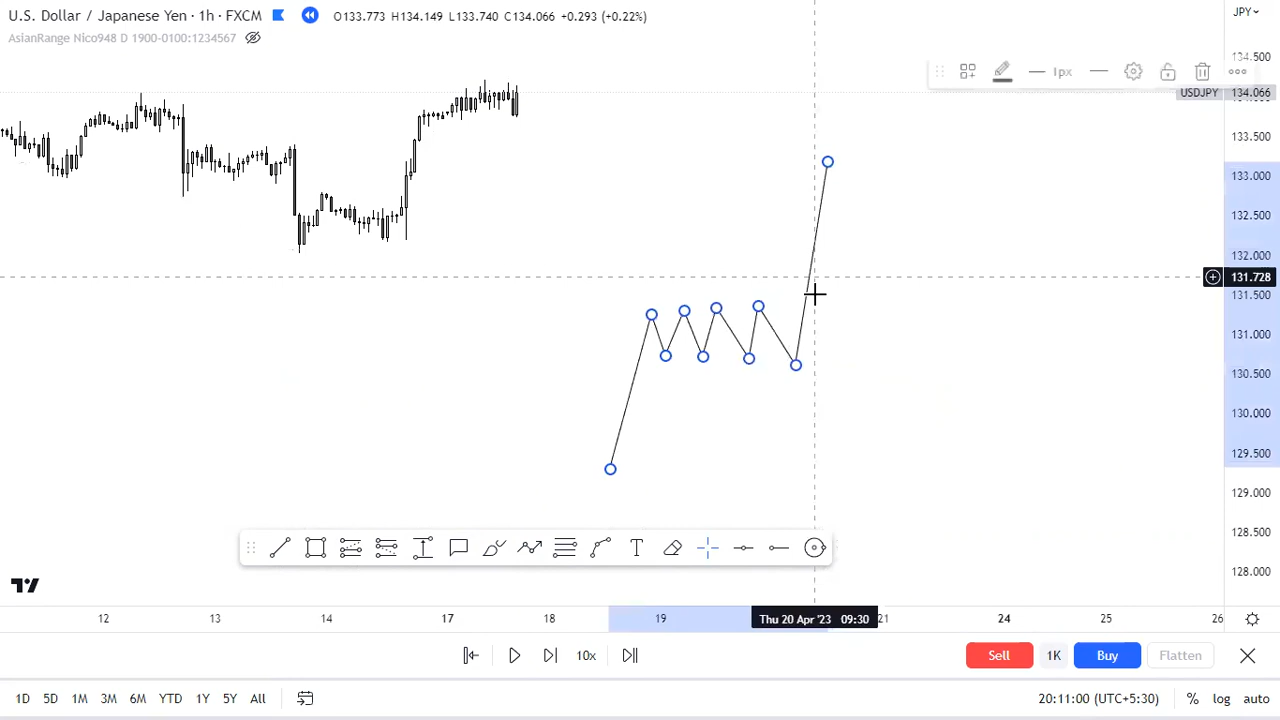 U.S. Dollar / Japanese Yen · 1h · FXCM O133.773 H134.149 L133.740 C134.066 +0.293 (+0.22%) JPY
AsianRange Nico948 D 1900-0100:1234567
134.500
1px
USDJPY 134.066
133.500
133.000
132.500
132.000
131.728
131.500
131.000
130.500
130.000
129.500
129.000
128.500
128.000
T
12 13 14 17 18 19 Thu 20 Apr '23 09:30 21 24 25 26
10x Sell 1K Buy Flatten
1D 5D 1M 3M 6M YTD 1Y 5Y All 20:11:00 (UTC+5:30) % log auto